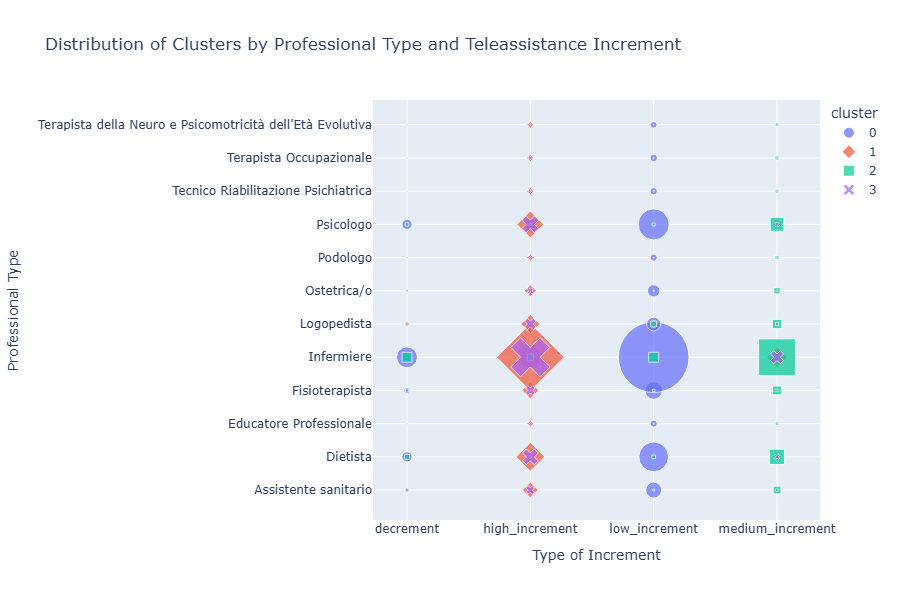 Distribution of Clusters by Professional Type and Teleassistance Increment
Professional Type
Terapista della Neuro e Psicomotricità dell'Età Evolutiva
Terapista Occupazionale
Tecnico Riabilitazione Psichiatrica
Psicologo
Podologo
Ostetrica/o
Logopedista
Infermiere
Fisioterapista
Educatore Professionale
Dietista
Assistente sanitario
decrement high_increment low_increment medium_increment
Type of Increment
cluster
0
1
2
3